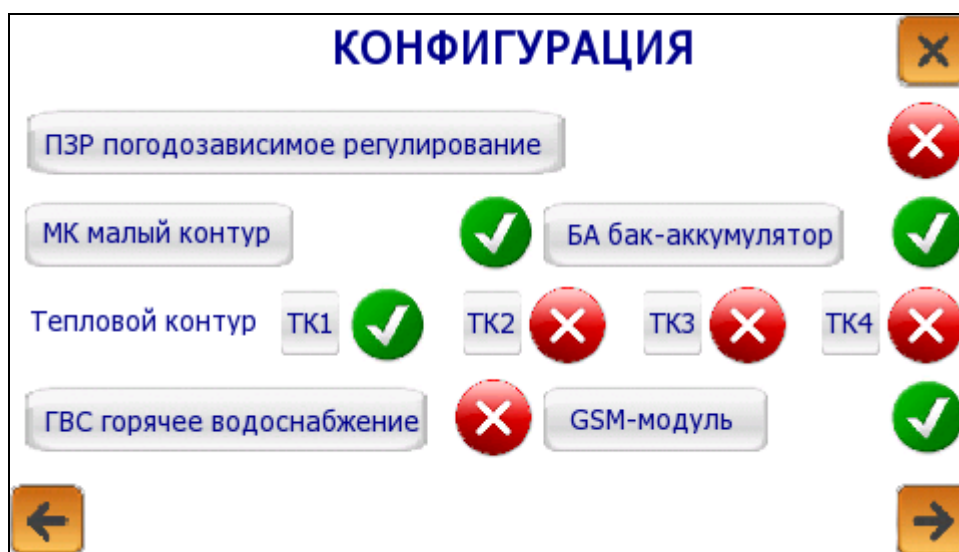 КОНФИГУРАЦИЯ
ПЗР погодозависимое регулирование
МК малый контур БА бак-аккумулятор
Тепловой контур ТК1 ТК2 ТК3 ТК4
ГВС горячее водоснабжение GSM-модуль